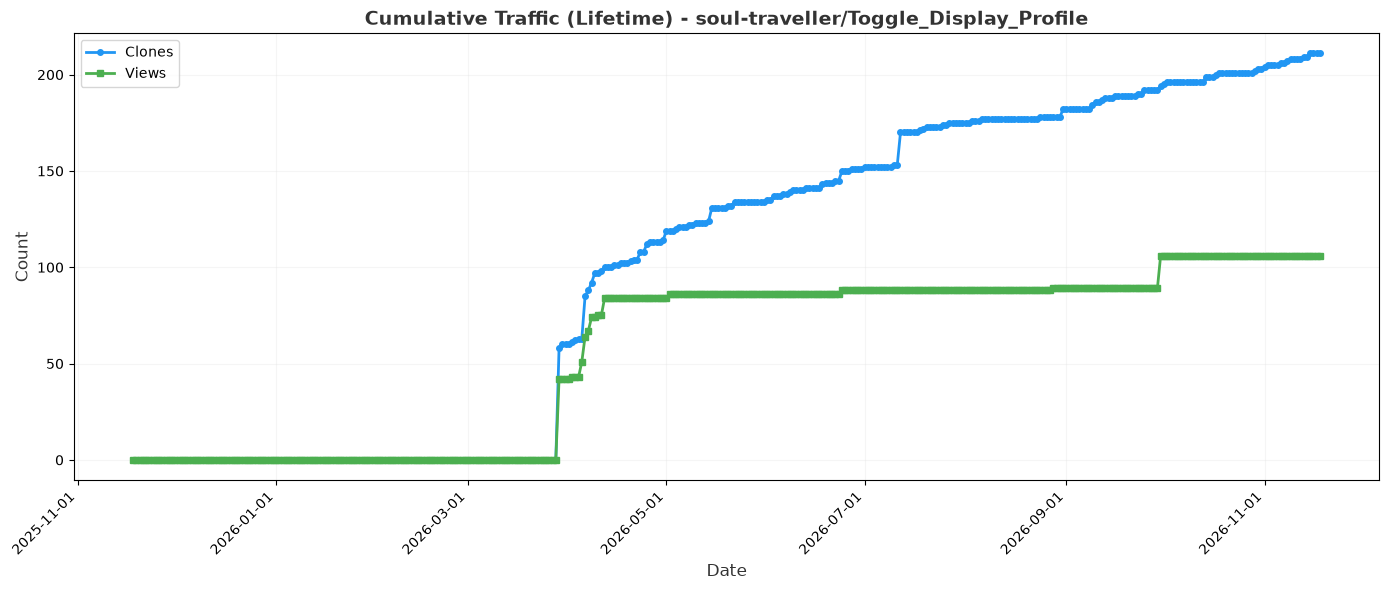 Cumulative Traffic (Lifetime) - soul-traveller/Toggle_Display_Profile
Clones
Views
200
150
100
50
0
Count
2025-11-01
2026-01-01
2026-03-01
2026-05-01
2026-07-01
2026-09-01
2026-11-01
Date